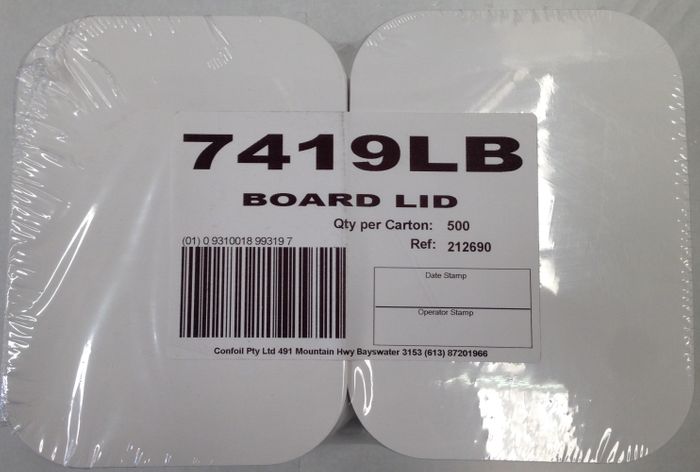 7419LB
BOARD LID
Qty per Carton: 500
Ref: 212690
(01) 0 9310018 99319 7
Date Stamp
Operator Stamp
Confoil Pty Ltd 491 Mountain Hwy Bayswater 3153 (613) 87201966